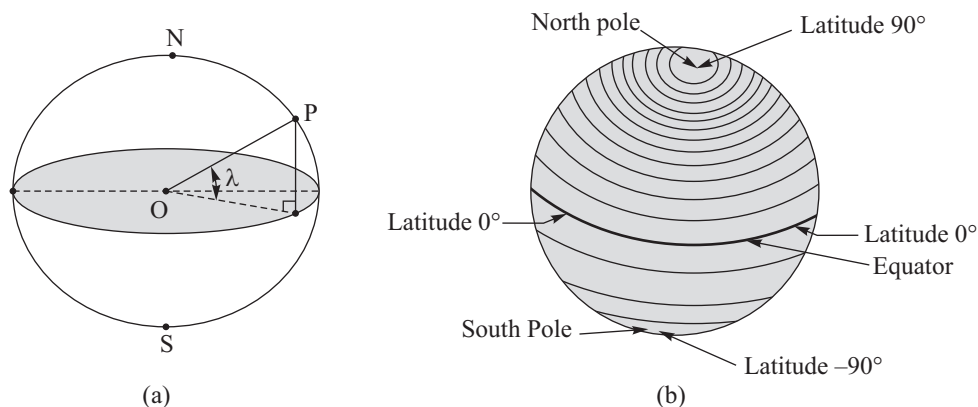 N
P
λ
O
S
(a)
North pole
Latitude 90°
Latitude 0°
Latitude 0°
Equator
South Pole
Latitude –90°
(b)